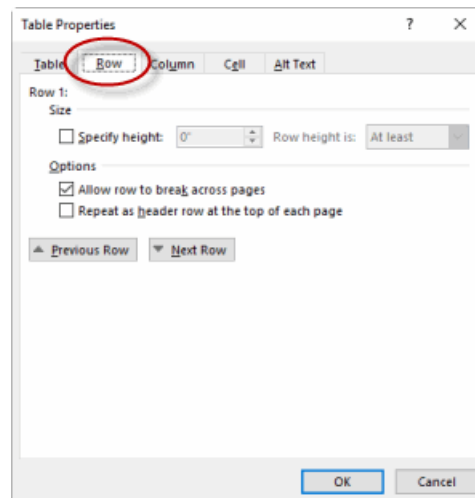 Table Properties ? ×
Table Row Column Cell Alt Text
Row 1:
Size
Specify height: 0" Row height is: At least
Options
Allow row to break across pages
Repeat as header row at the top of each page
Previous Row Next Row
OK Cancel